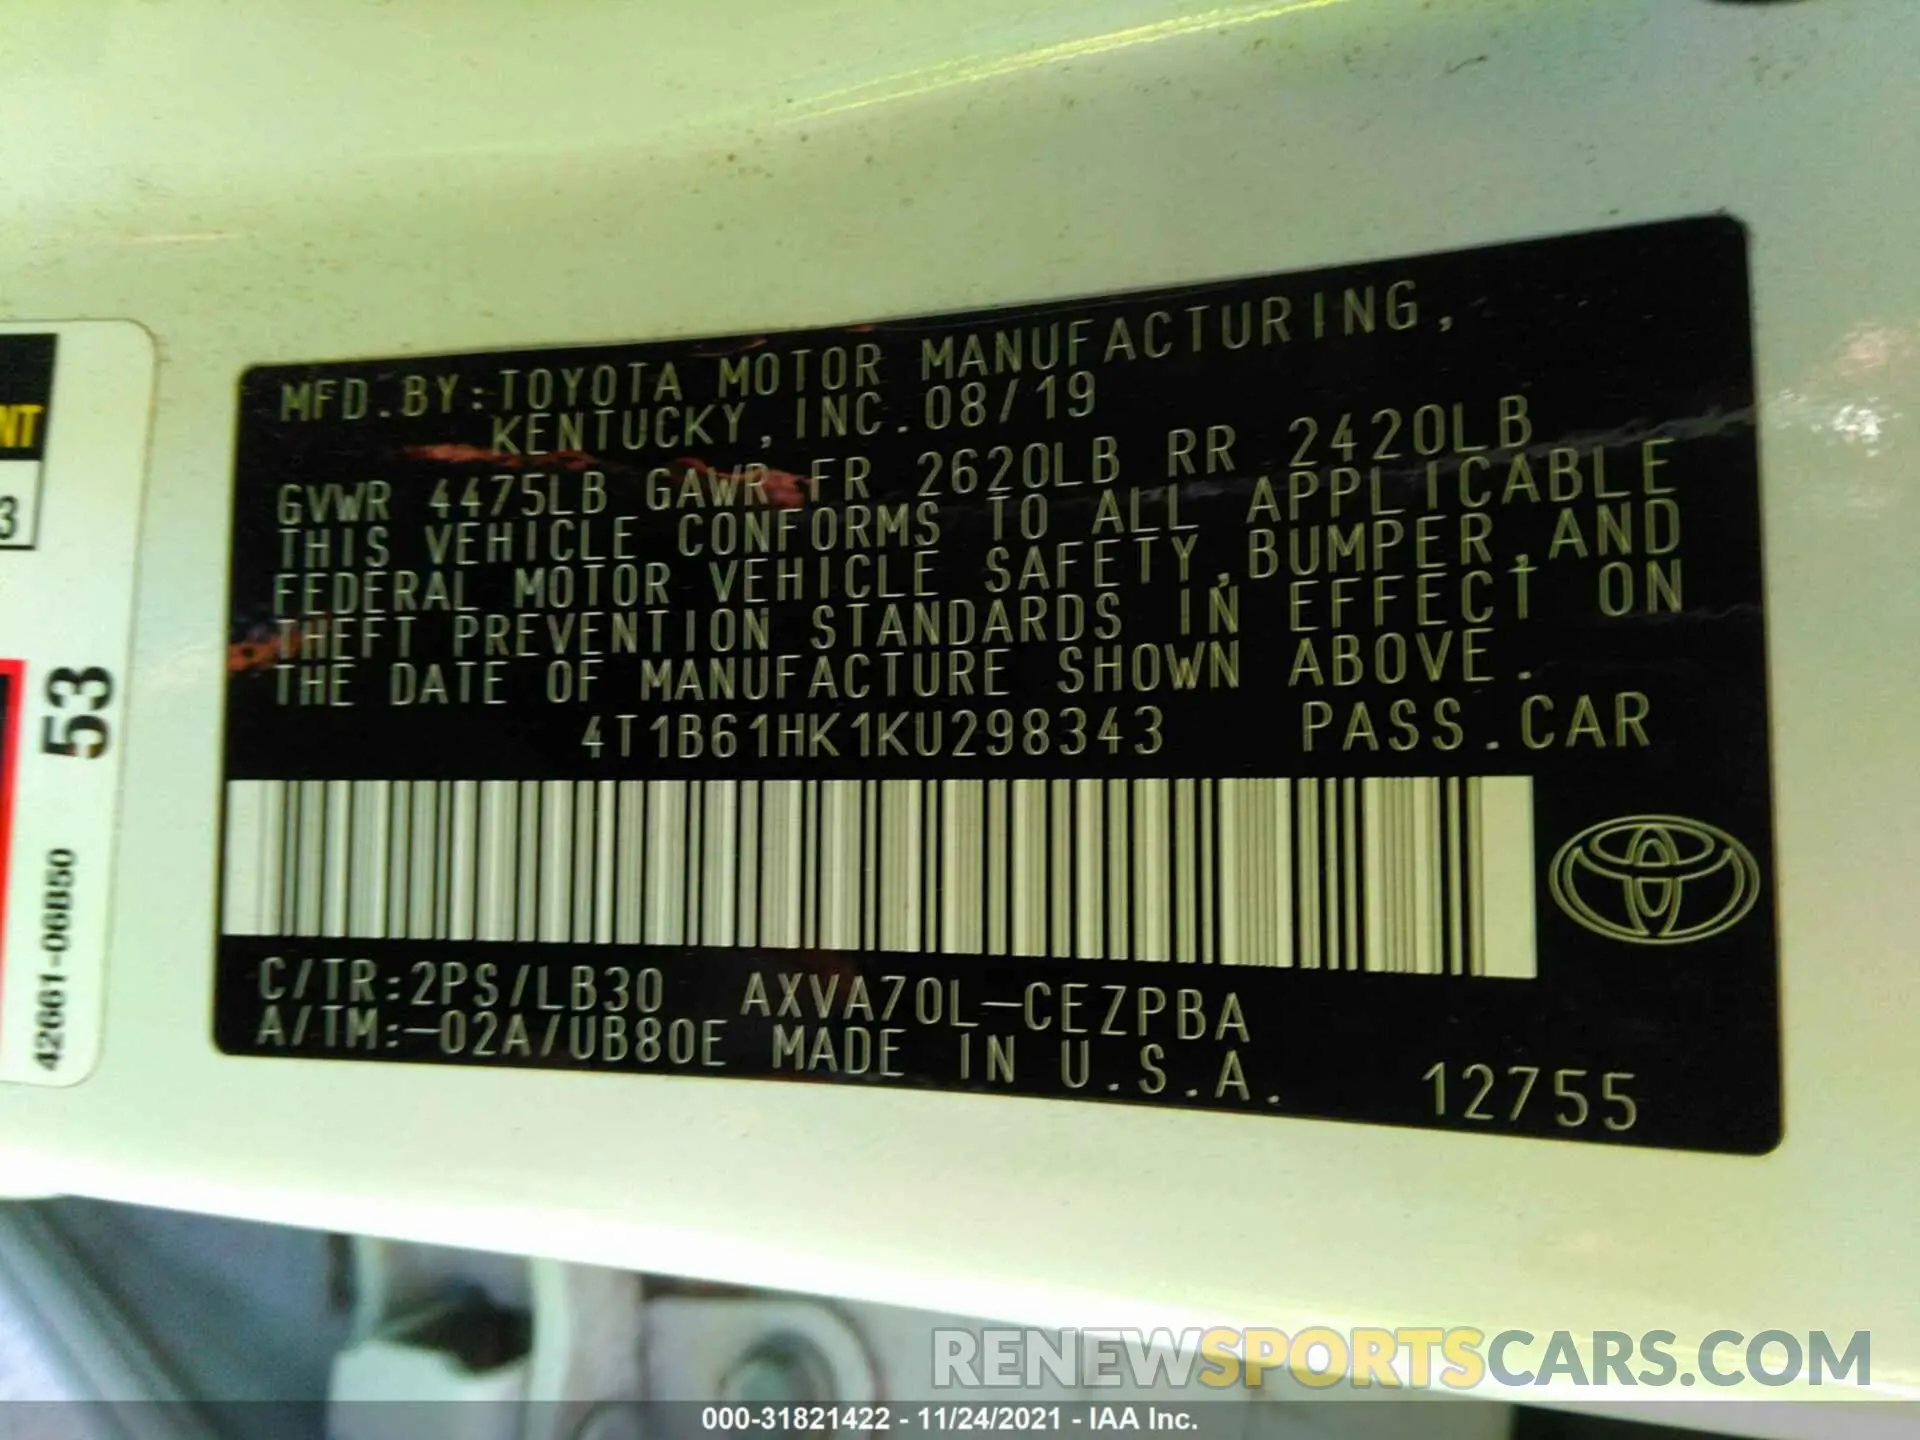 MFD.BY:TOYOTA MOTOR MANUFACTURING,
KENTUCKY, INC.08/19
GVWR 4475LB GAWR FR 2620LB RR 2420LB
THIS VEHICLE CONFORMS TO ALL APPLICABLE
FEDERAL MOTOR VEHICLE SAFETY,BUMPER,AND
THEFT PREVENTION STANDARDS IN EFFECT ON
THE DATE OF MANUFACTURE SHOWN ABOVE.
4T1B61HK1KU298343 PASS.CAR
C/TR:2PS/LB30 AXVA70L-CEZPBA
A/TM:-02A/UB80E MADE IN U.S.A.
12755
NT
3
53
42661-06B50
RENEWSPORTSCARS.COM
000-31821422 - 11/24/2021 - IAA Inc.